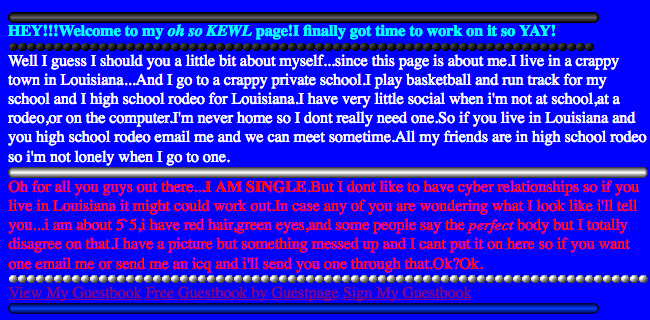 HEY!!!Welcome to my oh so KEWL page!I finally got time to work on it so YAY!
Well I guess I should you a little bit about myself...since this page is about me.I live in a crappy
town in Louisiana...And I go to a crappy private school.I play basketball and run track for my
school and I high school rodeo for Louisiana.I have very little social when i'm not at school,at a
rodeo,or on the computer.I'm never home so I dont really need one.So if you live in Louisiana and
you high school rodeo email me and we can meet sometime.All my friends are in high school rodeo
so i'm not lonely when I go to one.
Oh for all you guys out there...I AM SINGLE.But I dont like to have cyber relationships so if you
live in Louisiana it might could work out.In case any of you are wondering what I look like i'll tell
you...i am about 5`5,i have red hair,green eyes,and some people say the perfect body but I totally
disagree on that.I have a picture but something messed up and I cant put it on here so if you want
one email me or send me an icq and i'll send you one through that.Ok?Ok.
View My Guestbook Free Guestbook by Guestpage Sign My Guestbook